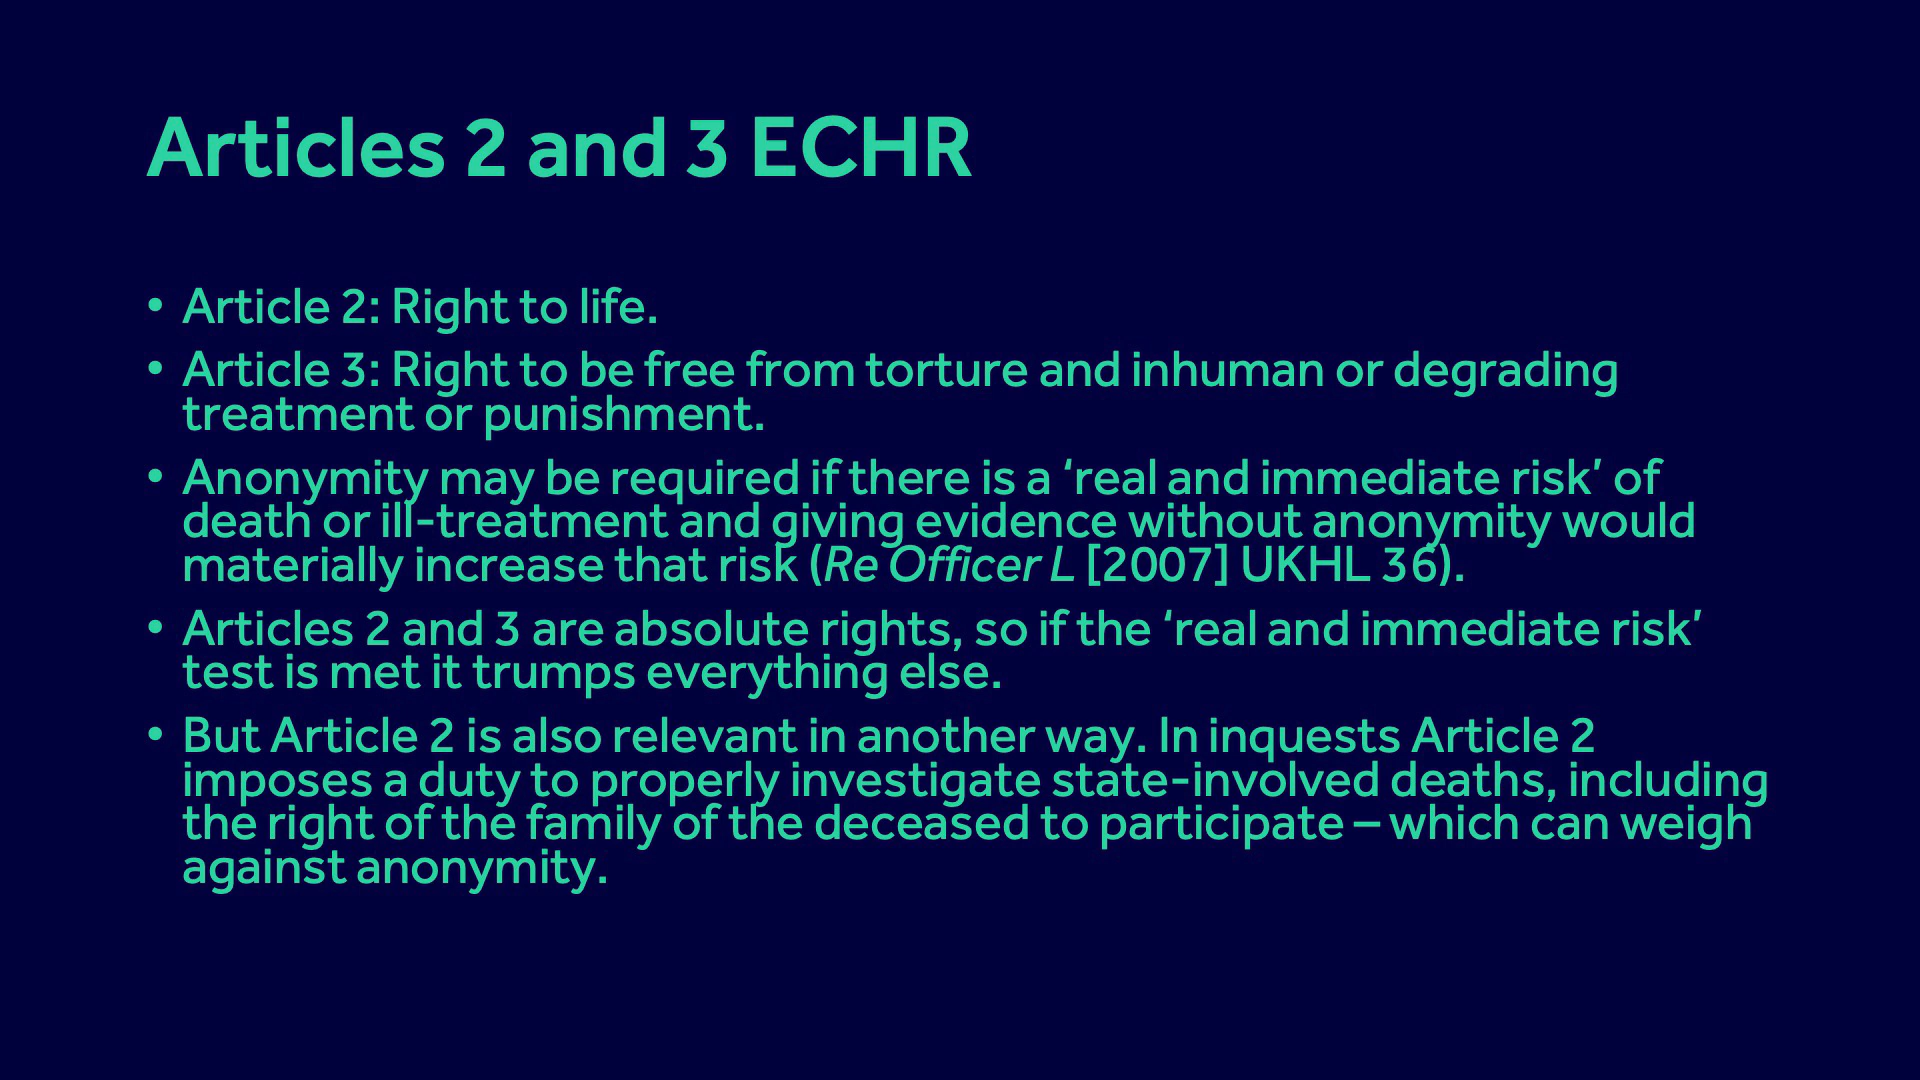 Articles 2 and 3 ECHR
• Article 2: Right to life.
• Article 3: Right to be free from torture and inhuman or degrading
treatment or punishment.
• Anonymity may be required if there is a ‘real and immediate risk’ of
death or ill-treatment and giving evidence without anonymity would
materially increase that risk (Re Officer L [2007] UKHL 36).
• Articles 2 and 3 are absolute rights, so if the ‘real and immediate risk’
test is met it trumps everything else.
• But Article 2 is also relevant in another way. In inquests Article 2
imposes a duty to properly investigate state-involved deaths, including
the right of the family of the deceased to participate – which can weigh
against anonymity.